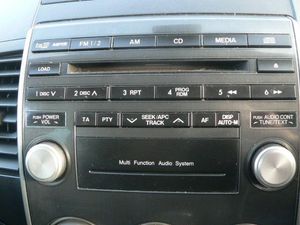 FM 1/2 AM CD MEDIA
LOAD
1 DISC ∨ 2 DISC ∧ 3 RPT 4 PROG RDM 5 ◀◀ 6 ▶▶
PUSH POWER VOL TA PTY ∨ SEEK/APC TRACK ∧ AF DISP AUTO-M PUSH AUDIO CONT TUNE/TEXT
Multi Function Audio System